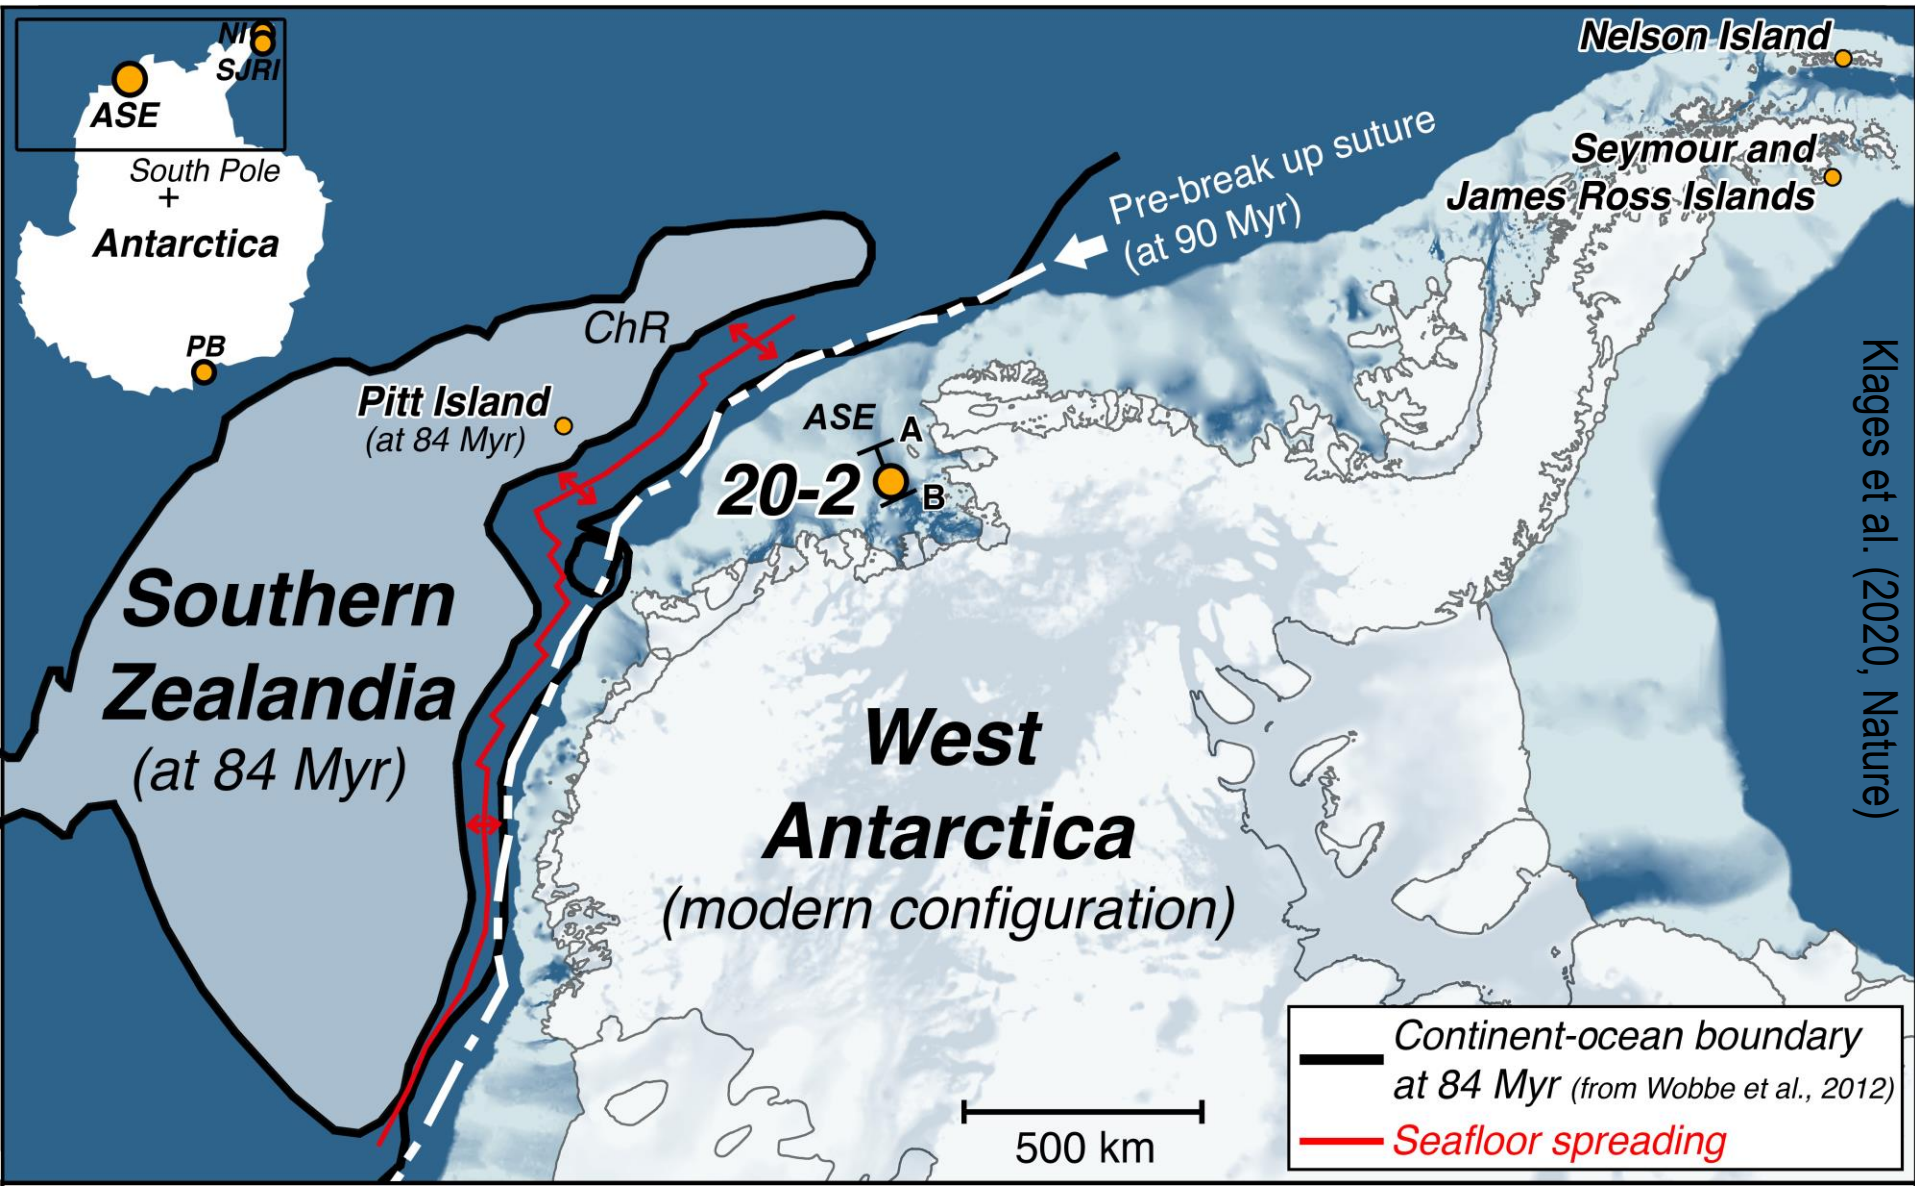 NI
SJRI
ASE
South Pole
+
Antarctica
PB
Nelson Island
Seymour and
James Ross Islands
Pre-break up suture
(at 90 Myr)
ChR
Pitt Island
(at 84 Myr)
ASE
A
20-2
B
Southern
Zealandia
(at 84 Myr)
West
Antarctica
(modern configuration)
Klages et al. (2020, Nature)
500 km
Continent-ocean boundary
at 84 Myr (from Wobbe et al., 2012)
Seafloor spreading